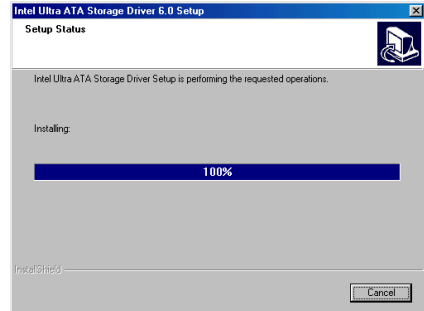 Intel Ultra ATA Storage Driver 6.0 Setup
Setup Status
Intel Ultra ATA Storage Driver Setup is performing the requested operations.
Installing:
100%
InstallShield
Cancel